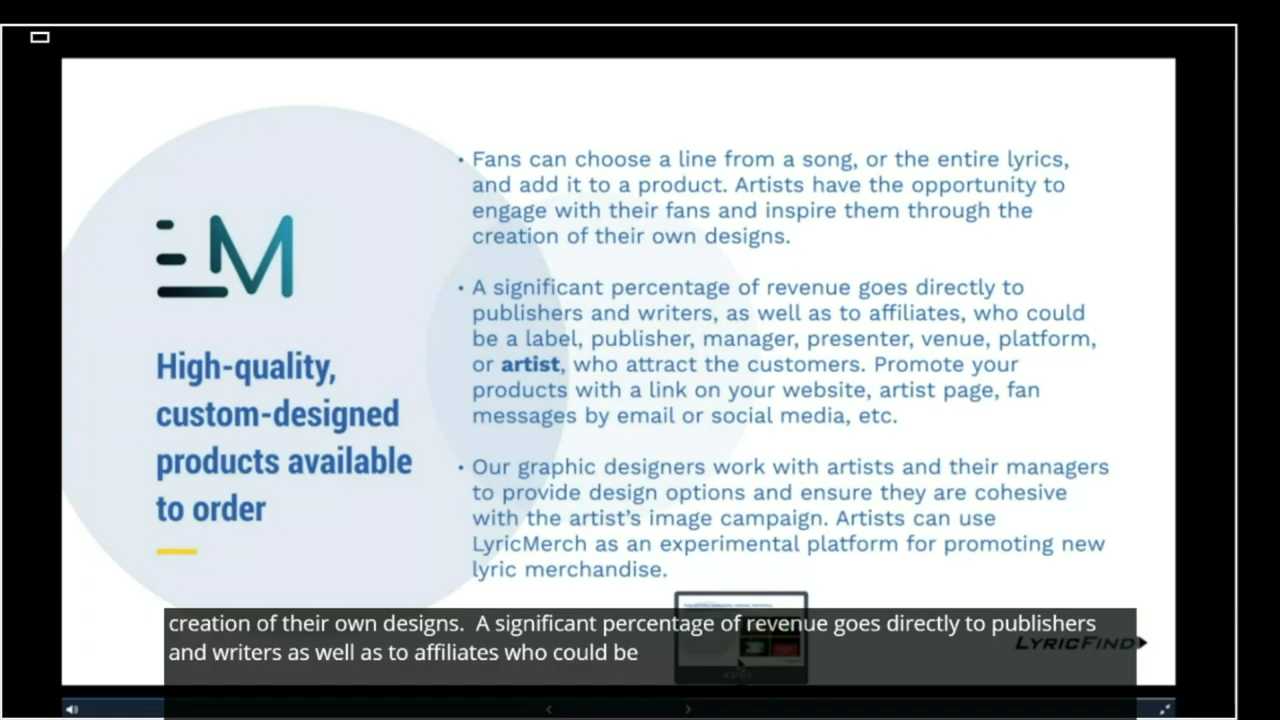 • Fans can choose a line from a song, or the entire lyrics,
and add it to a product. Artists have the opportunity to
engage with their fans and inspire them through the
creation of their own designs.
M
High-quality,
custom-designed
products available
to order
• A significant percentage of revenue goes directly to
publishers and writers, as well as to affiliates, who could
be a label, publisher, manager, presenter, venue, platform,
or artist, who attract the customers. Promote your
products with a link on your website, artist page, fan
messages by email or social media, etc.
• Our graphic designers work with artists and their managers
to provide design options and ensure they are cohesive
with the artist's image campaign. Artists can use
LyricMerch as an experimental platform for promoting new
lyric merchandise.
creation of their own designs. A significant percentage of revenue goes directly to publishers
and writers as well as to affiliates who could be
LYRICFIND